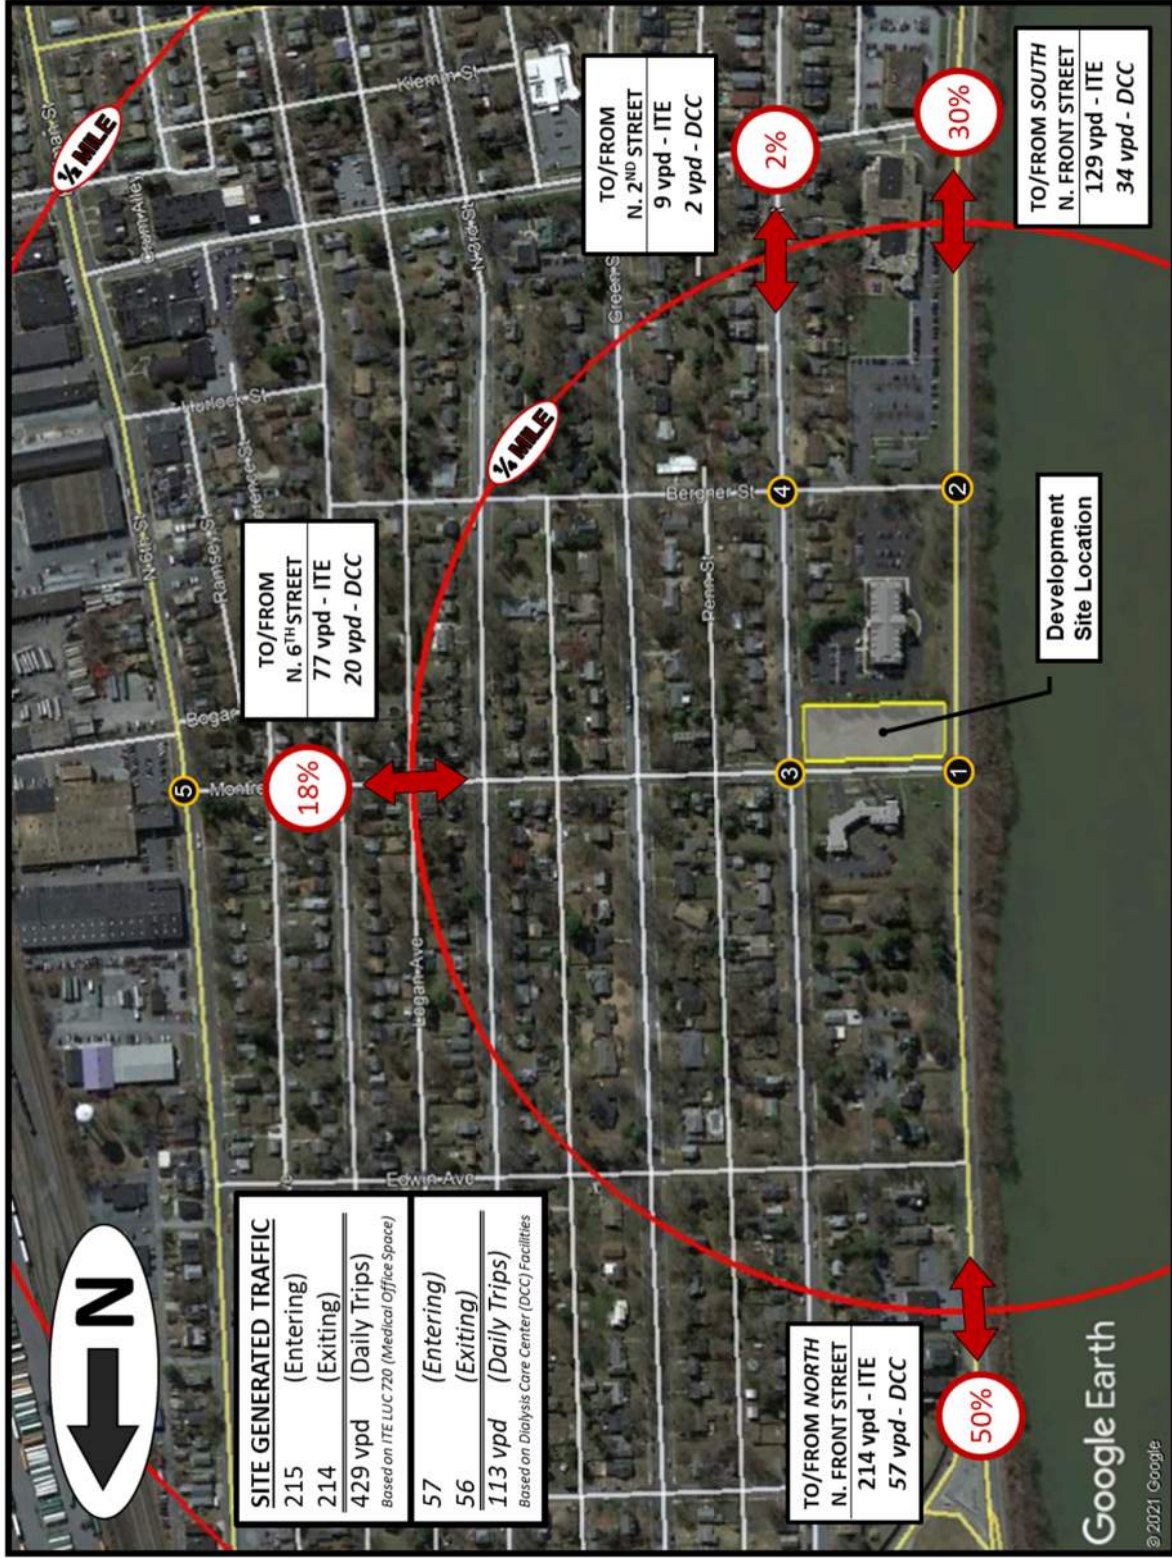 N
SITE GENERATED TRAFFIC
215 (Entering)
214 (Exiting)
429 vpd (Daily Trips)
Based on ITE LUC 720 (Medical Office Space)
57 (Entering)
56 (Exiting)
113 vpd (Daily Trips)
Based on Dialysis Care Center (DCC) Facilities
TO/FROM
N. 6TH STREET
77 vpd - ITE
20 vpd - DCC
18%
TO/FROM
N. 2ND STREET
9 vpd - ITE
2 vpd - DCC
2%
TO/FROM NORTH
N. FRONT STREET
214 vpd - ITE
57 vpd - DCC
50%
TO/FROM SOUTH
N. FRONT STREET
129 vpd - ITE
34 vpd - DCC
30%
Development
Site Location
½ MILE
¼ MILE
5
3
4
1
2
N 6th St
Ramsey St
Hurlock St
Klemm St
N 3rd St
Green S
Bergner St
Penn St
Logan Ave
Edwin Ave
Montre
Google Earth
© 2021 Google